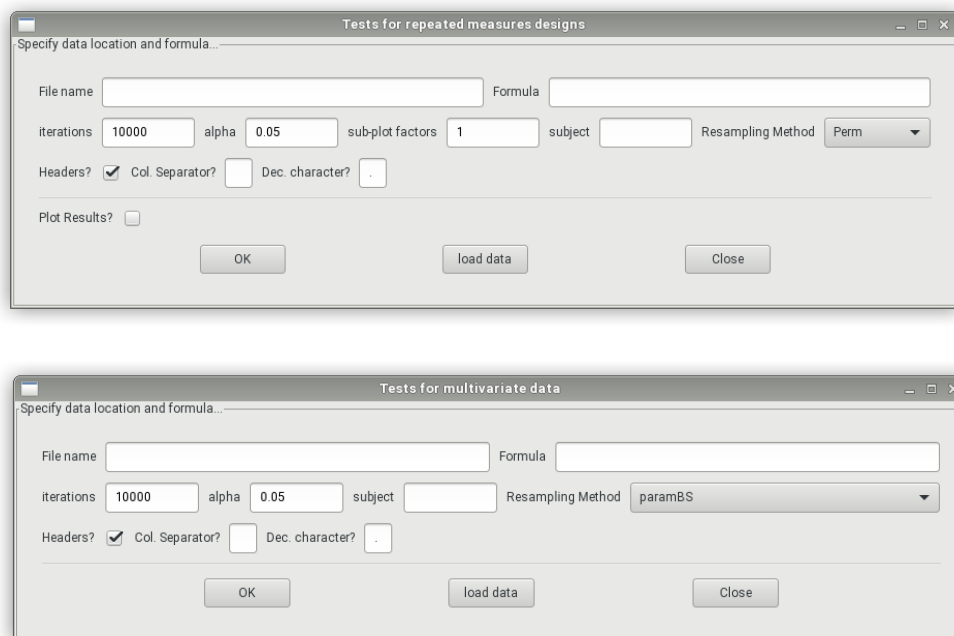 Tests for repeated measures designs
Specify data location and formula...
File name Formula
iterations 10000 alpha 0.05 sub-plot factors 1 subject Resampling Method Perm
Headers? Col. Separator? Dec. character? .
Plot Results?
OK load data Close
Tests for multivariate data
Specify data location and formula...
File name Formula
iterations 10000 alpha 0.05 subject Resampling Method paramBS
Headers? Col. Separator? Dec. character? .
OK load data Close